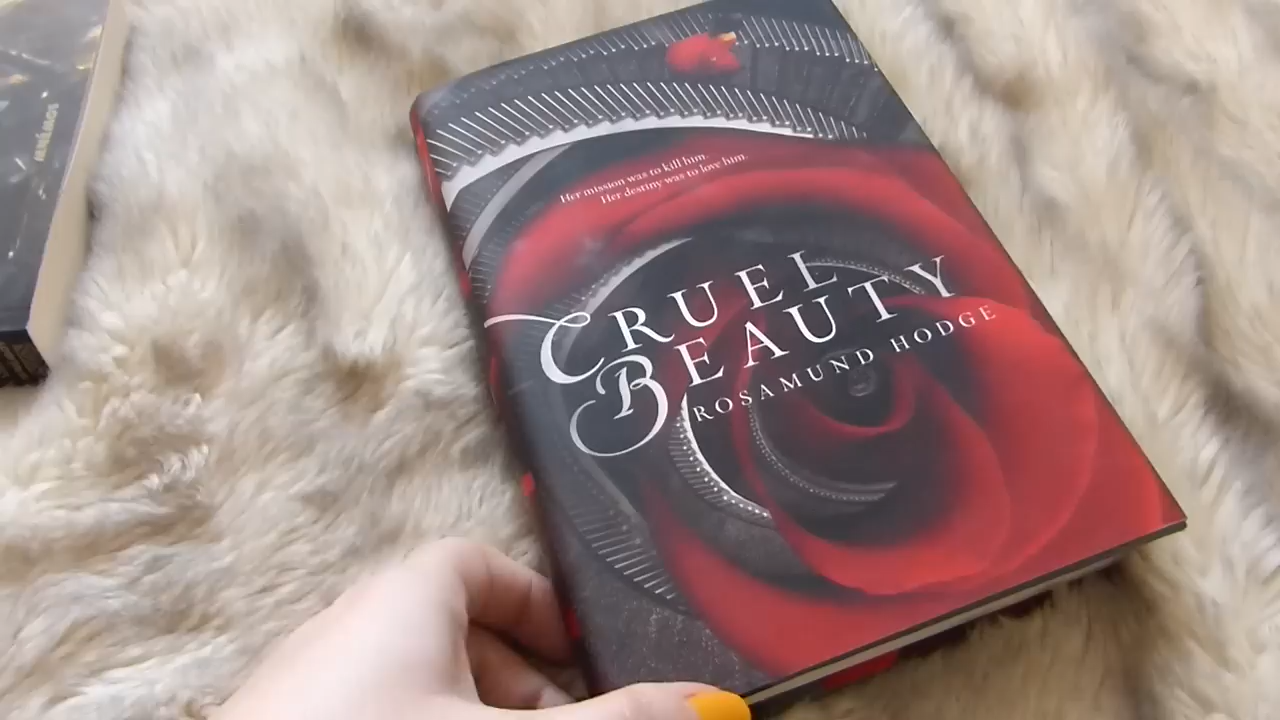 Her mission was to kill him.
Her destiny was to love him.
CRUEL
BEAUTY
ROSAMUND HODGE